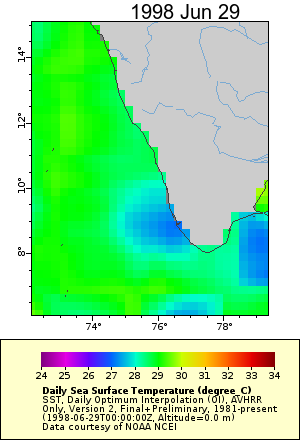 1998 Jun 29
14°
12°
10°
8°
74° 76° 78°
24 25 26 27 28 29 30 31 32 33 34
Daily Sea Surface Temperature (degree_C)
SST, Daily Optimum Interpolation (OI), AVHRR
Only, Version 2, Final+Preliminary, 1981-present
(1998-06-29T00:00:00Z, Altitude=0.0 m)
Data courtesy of NOAA NCEI